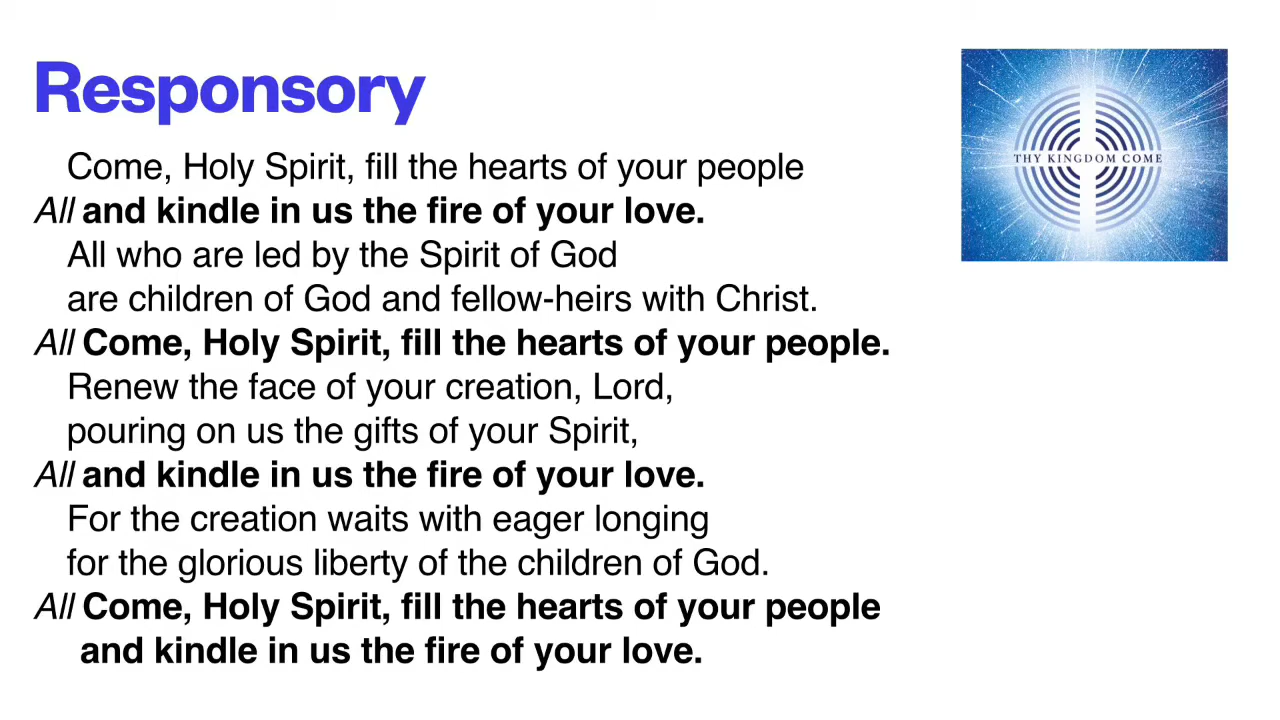 Responsory
THY KINGDOM COME
Come, Holy Spirit, fill the hearts of your people
All and kindle in us the fire of your love.
All who are led by the Spirit of God
are children of God and fellow-heirs with Christ.
All Come, Holy Spirit, fill the hearts of your people.
Renew the face of your creation, Lord,
pouring on us the gifts of your Spirit,
All and kindle in us the fire of your love.
For the creation waits with eager longing
for the glorious liberty of the children of God.
All Come, Holy Spirit, fill the hearts of your people
and kindle in us the fire of your love.